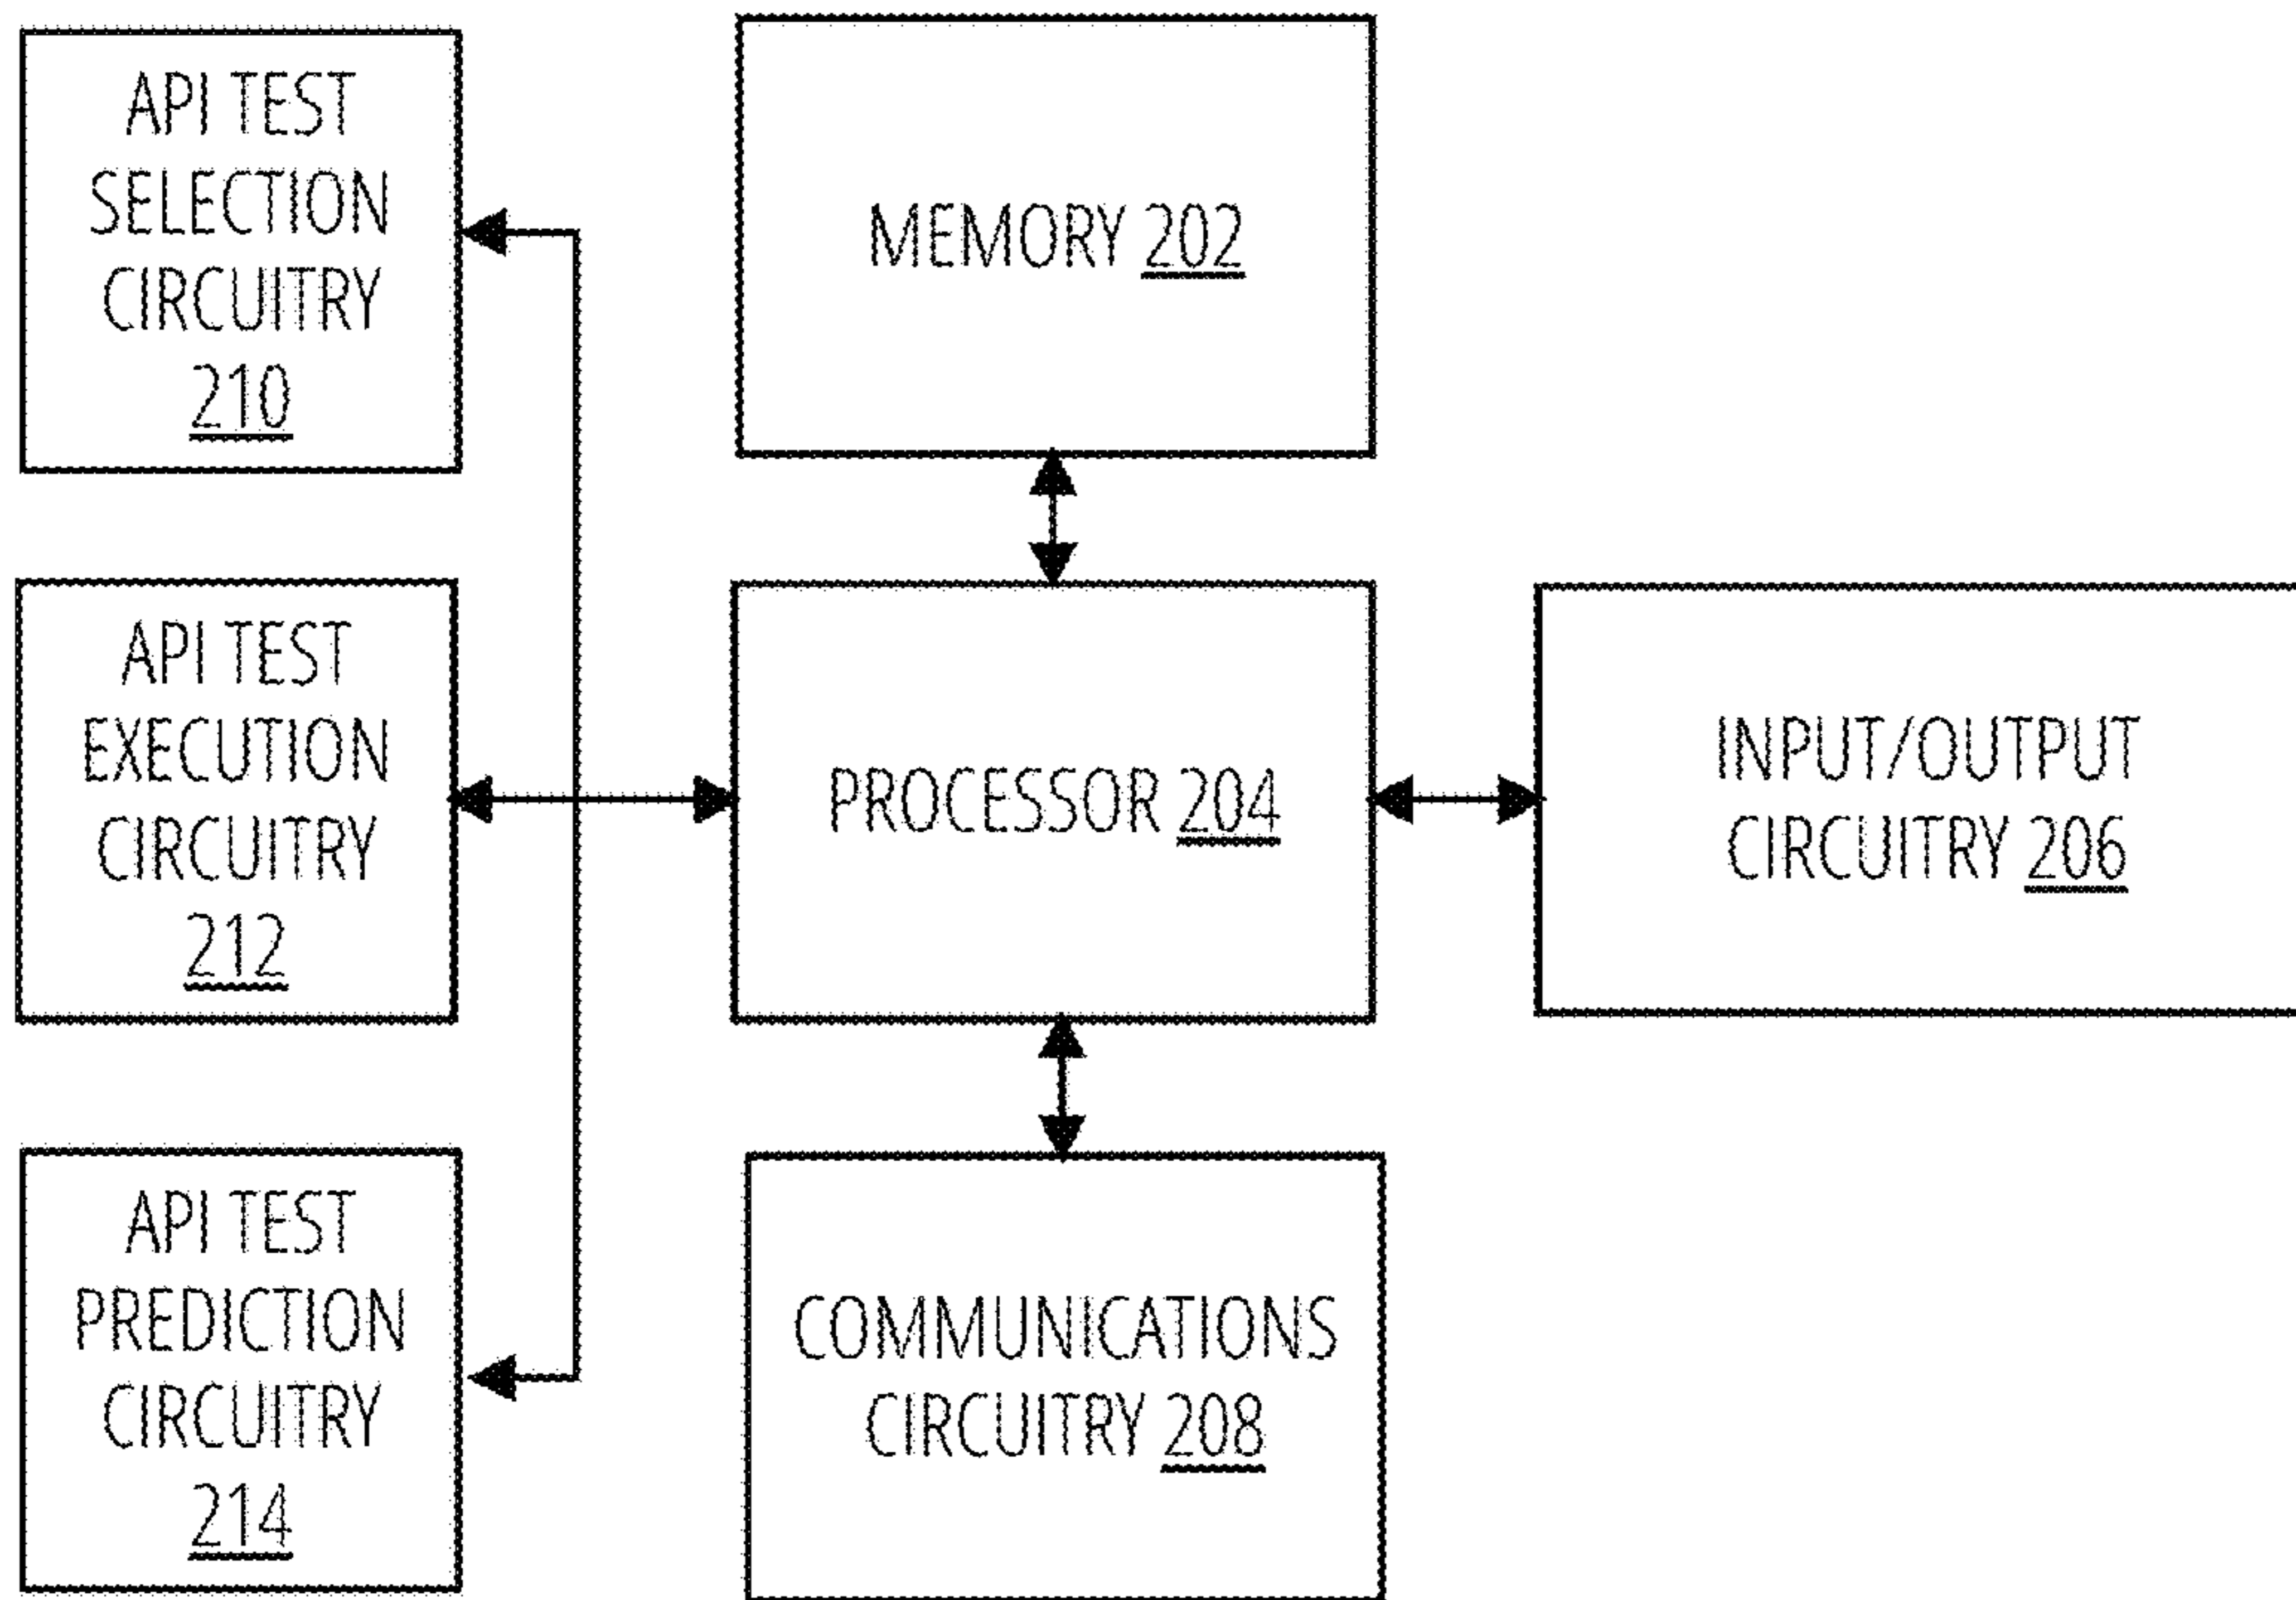 API TEST
SELECTION
CIRCUITRY
210
MEMORY 202
API TEST
EXECUTION
CIRCUITRY
212
PROCESSOR 204
INPUT/OUTPUT
CIRCUITRY 206
API TEST
PREDICTION
CIRCUITRY
214
COMMUNICATIONS
CIRCUITRY 208